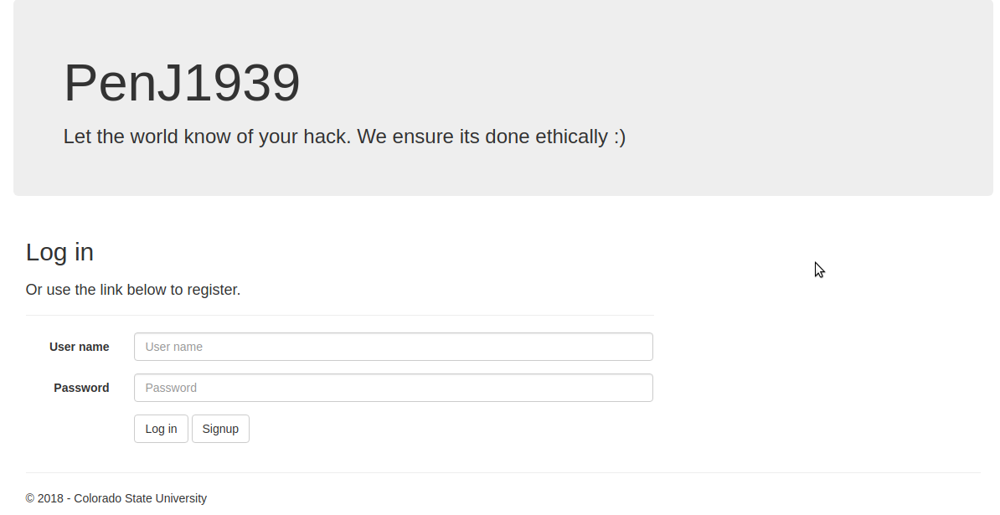 PenJ1939
Let the world know of your hack. We ensure its done ethically :)
Log in
Or use the link below to register.
User name User name
Password Password
Log in Signup
© 2018 - Colorado State University